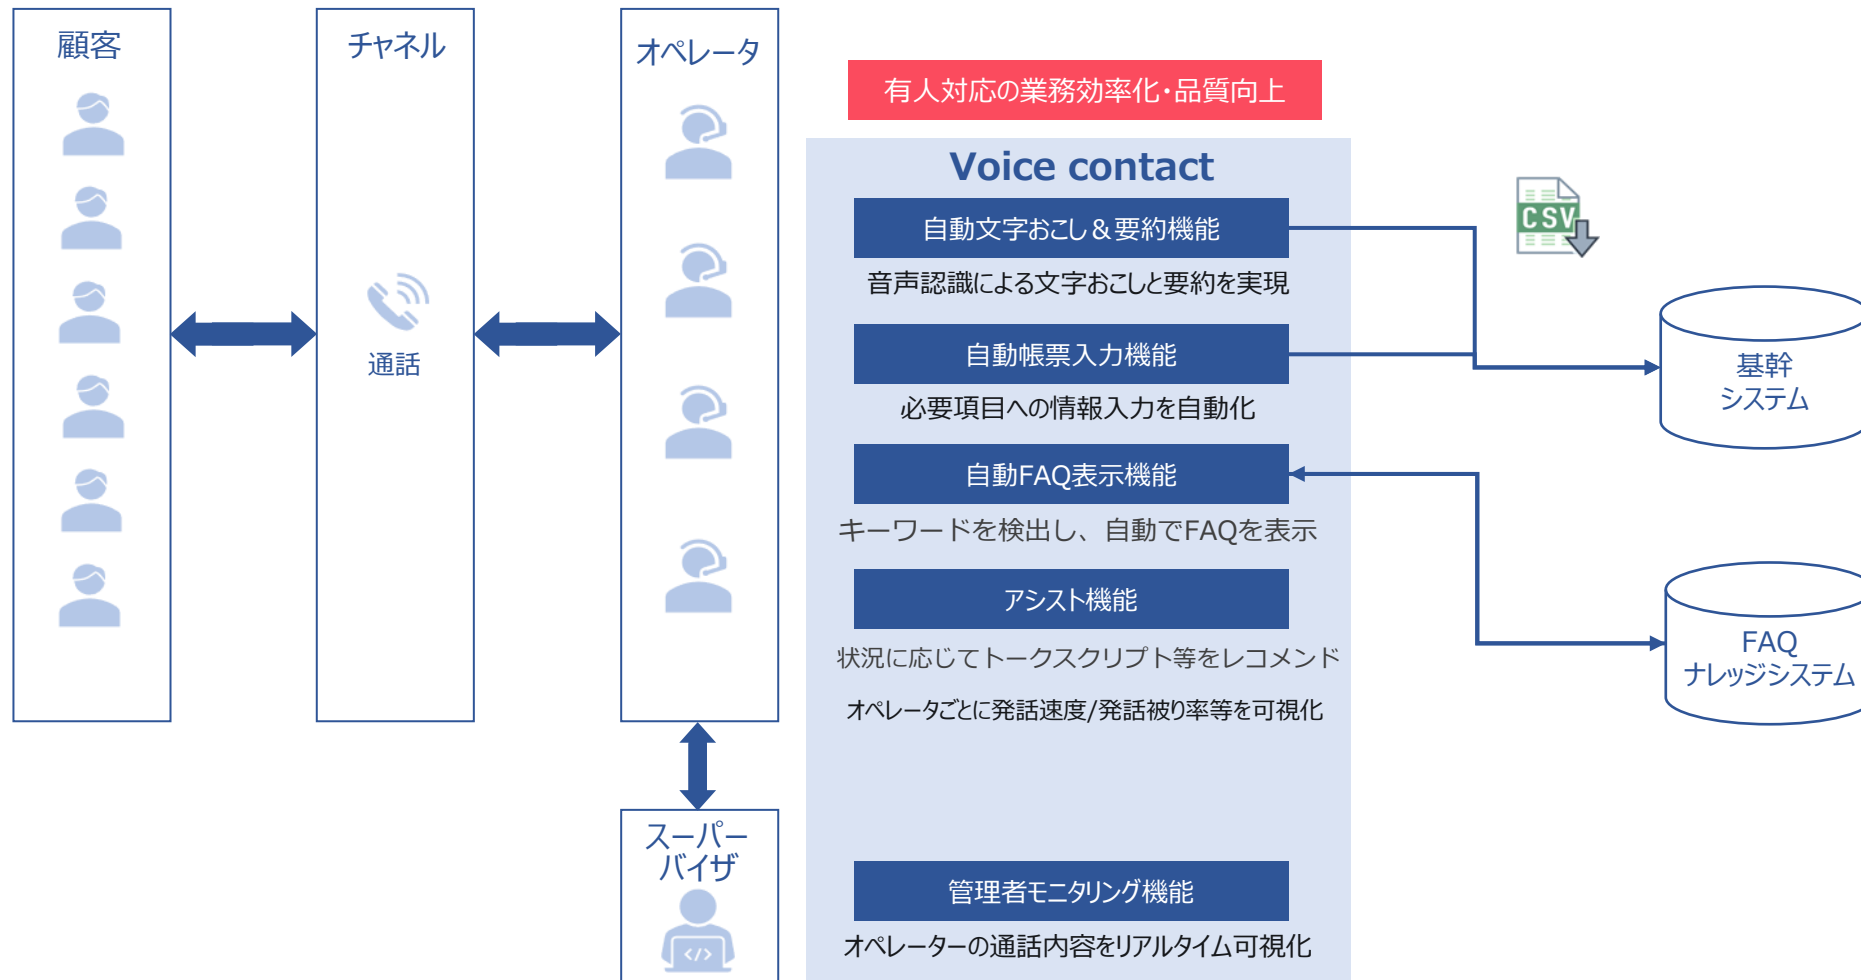 顧客
チャネル
通話
オペレータ
スーパー
バイザ
</>
有人対応の業務効率化・品質向上
Voice contact
自動文字おこし＆要約機能
音声認識による文字おこしと要約を実現
自動帳票入力機能
必要項目への情報入力を自動化
自動FAQ表示機能
キーワードを検出し、自動でFAQを表示
アシスト機能
状況に応じてトークスクリプト等をレコメンド
オペレータごとに発話速度/発話被り率等を可視化
管理者モニタリング機能
オペレーターの通話内容をリアルタイム可視化
CSV
基幹
システム
FAQ
ナレッジシステム